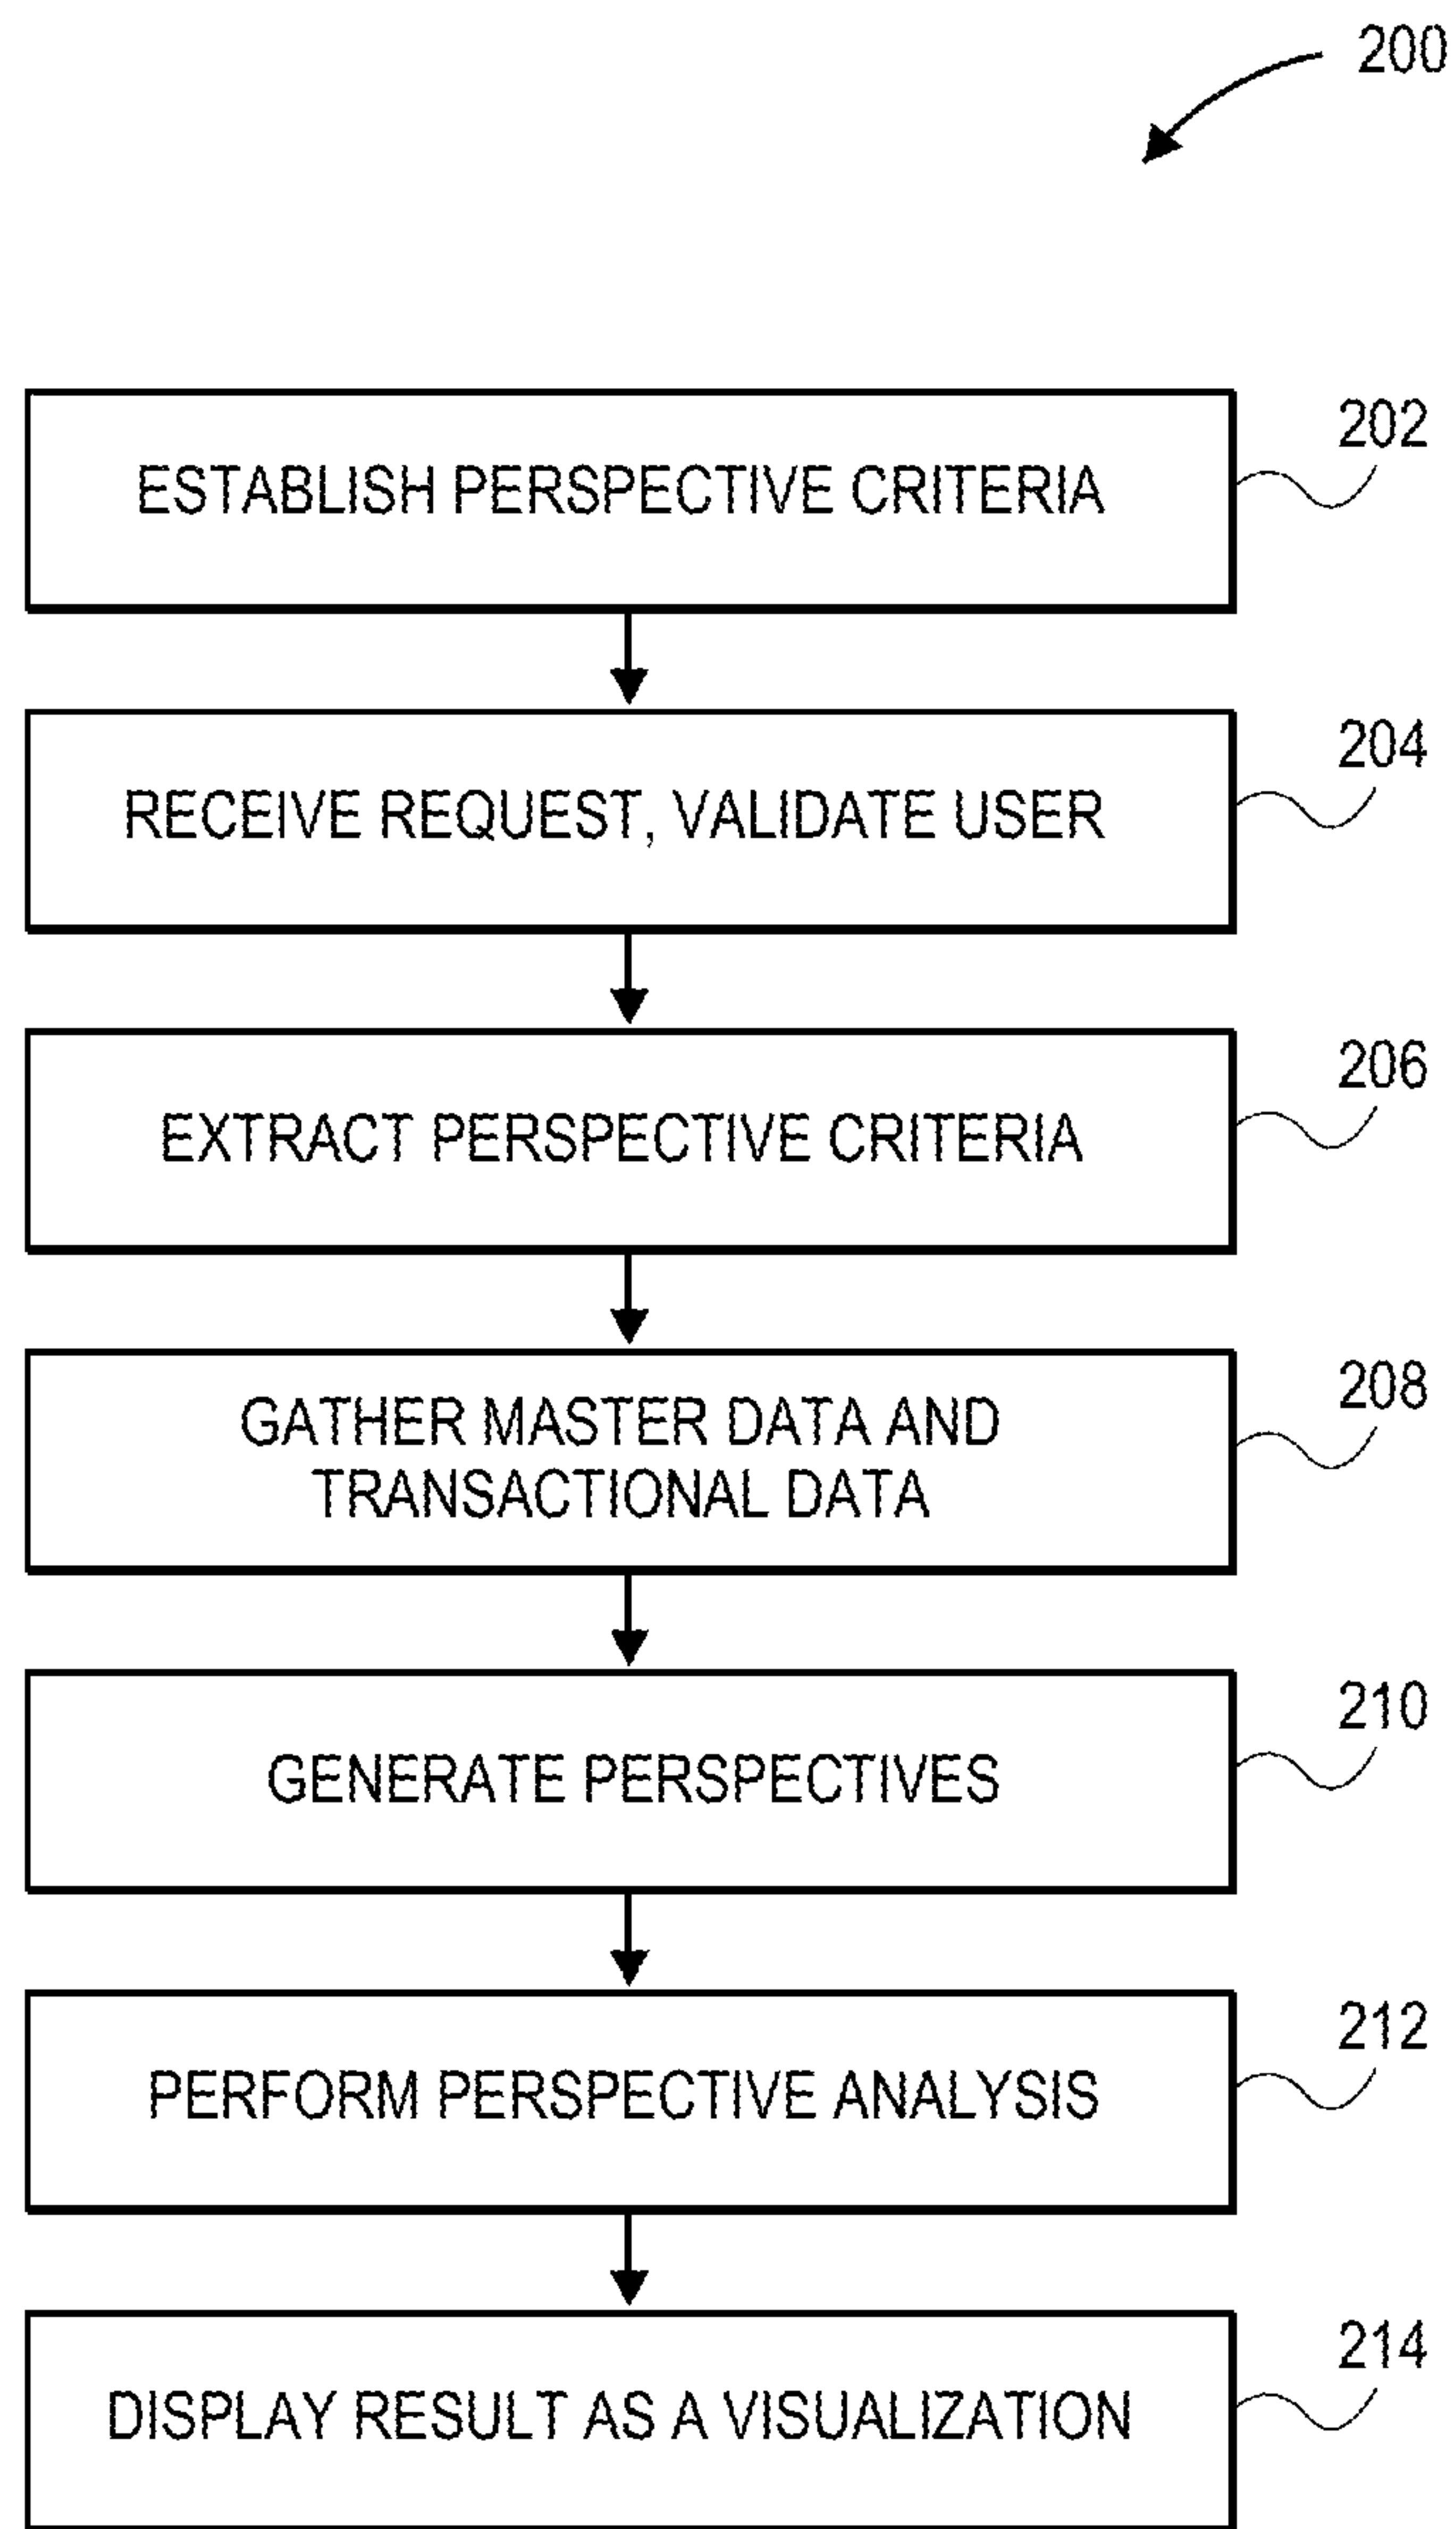 200
ESTABLISH PERSPECTIVE CRITERIA
202
RECEIVE REQUEST, VALIDATE USER
204
EXTRACT PERSPECTIVE CRITERIA
206
GATHER MASTER DATA AND
TRANSACTIONAL DATA
208
GENERATE PERSPECTIVES
210
PERFORM PERSPECTIVE ANALYSIS
212
DISPLAY RESULT AS A VISUALIZATION
214